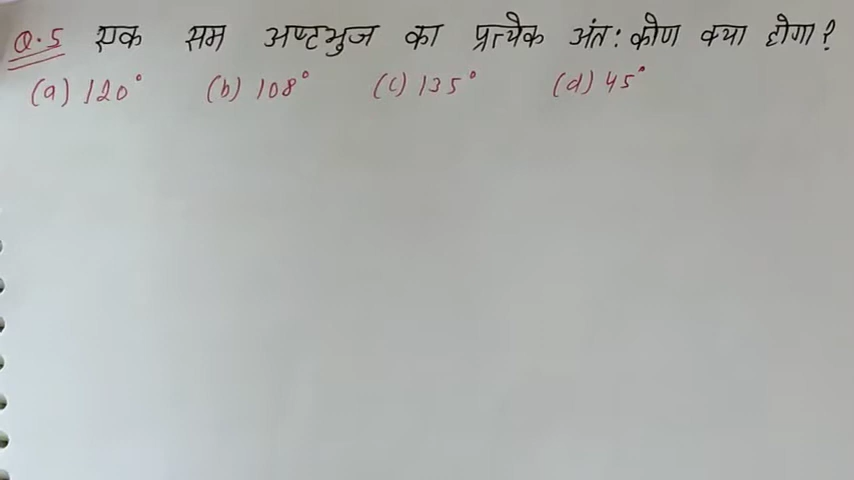 Q.5 एक सम अष्टभुज का प्रत्येक अंत: कोण क्या होगा?
(a) 120° (b) 108° (c) 135° (d) 45°